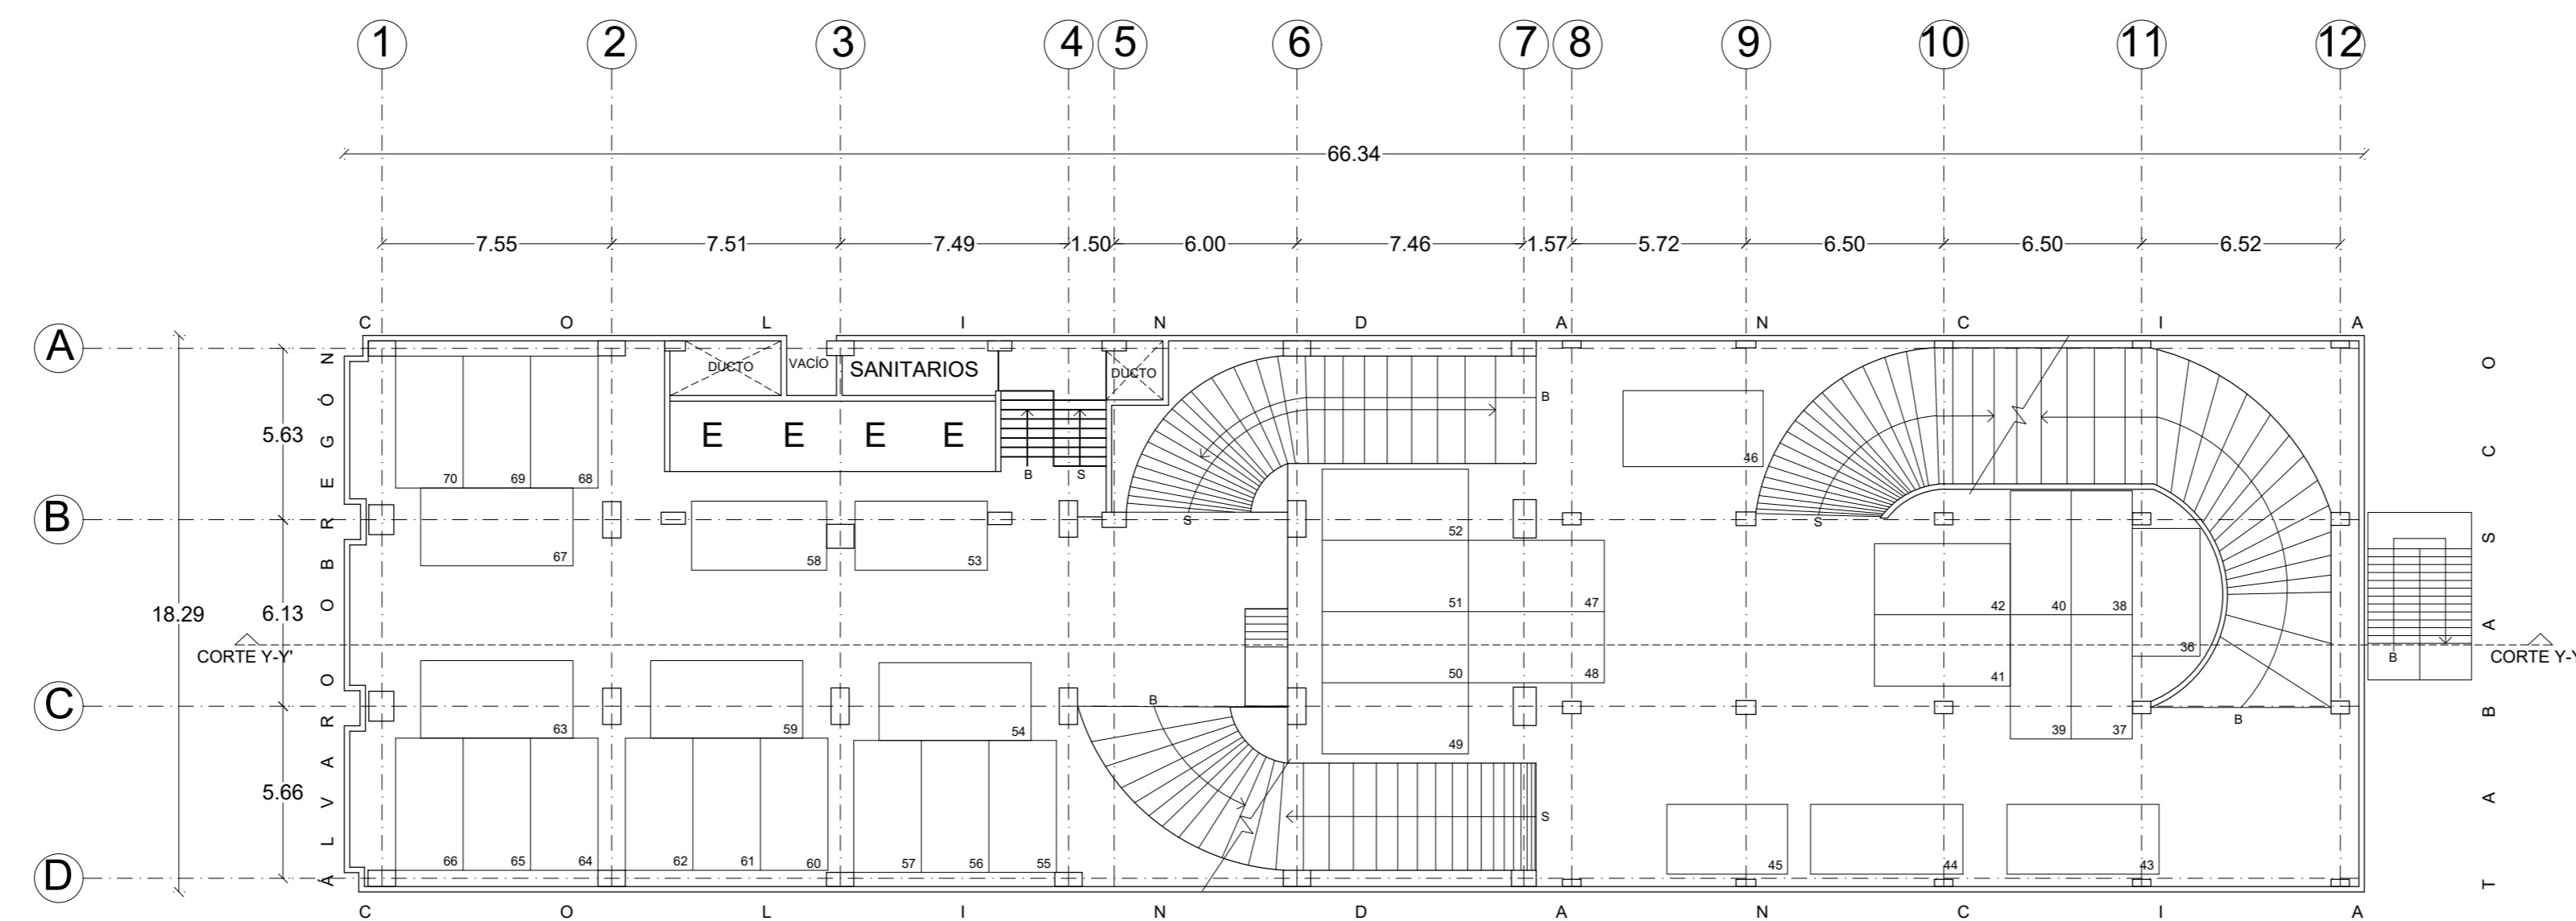 1 2 3 4 5 6 7 8 9 10 11 12
66.34
7.55 7.51 7.49 1.50 6.00 7.46 1.57 5.72 6.50 6.50 6.52
C O L I N D A N C I A
A
B
C
D
18.29
5.63
6.13
5.66
ÁLVARO OBREGÓN
TABASCO
DUCTO
VACÍO
SANITARIOS
DUCTO
E E E E
B S
B
S
S
70 69 68
67
58
53
52
51 47
50 48
49
46
42 40 38
36
41
39 37
B
B
CORTE Y-Y'
CORTE Y-Y
63
59
54
B
S
66 65 64
62 61 60
57 56 55
45
44
43
C O L I N D A N C I A